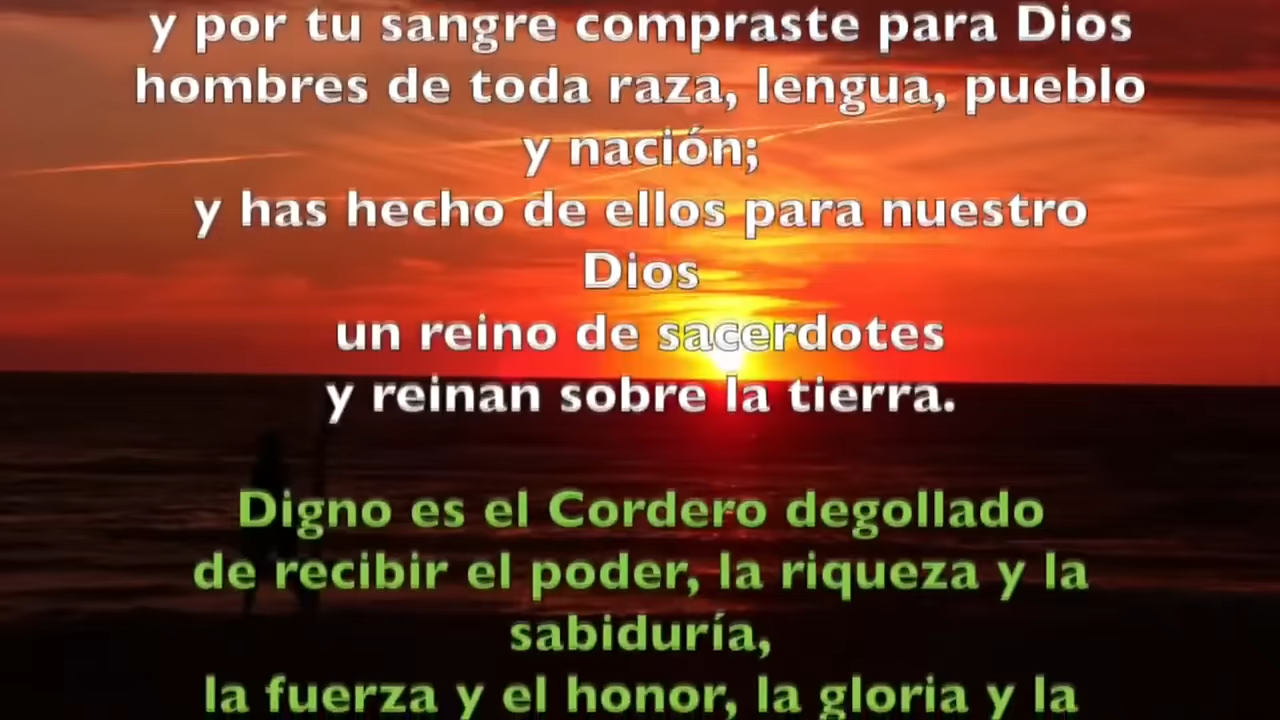 y por tu sangre compraste para Dios
hombres de toda raza, lengua, pueblo
y nación;
y has hecho de ellos para nuestro
Dios
un reino de sacerdotes
y reinan sobre la tierra.
Digno es el Cordero degollado
de recibir el poder, la riqueza y la
sabiduría,
la fuerza y el honor, la gloria y la